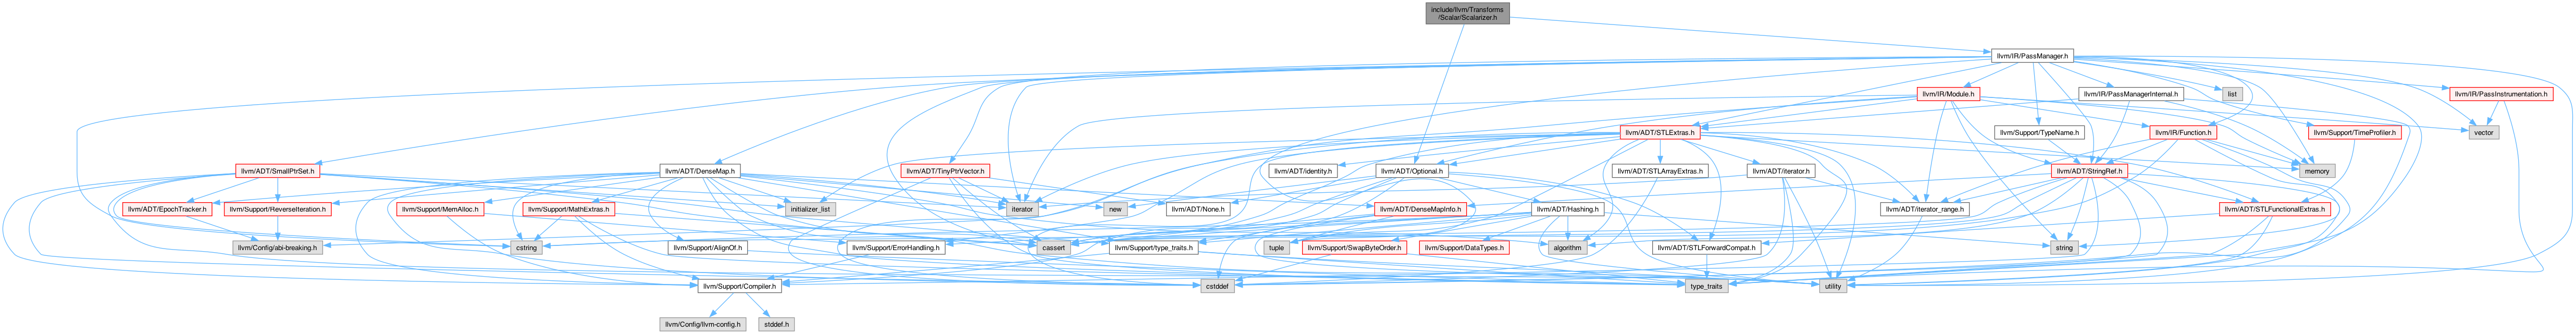 include/llvm/Transforms
/Scalar/Scalarizer.h
llvm/IR/PassManager.h
llvm/IR/Module.h
llvm/IR/PassManagerInternal.h
list
llvm/IR/PassInstrumentation.h
llvm/ADT/STLExtras.h
llvm/Support/TypeName.h
llvm/IR/Function.h
llvm/Support/TimeProfiler.h
vector
llvm/ADT/SmallPtrSet.h
llvm/ADT/DenseMap.h
llvm/ADT/TinyPtrVector.h
llvm/ADT/identity.h
llvm/ADT/Optional.h
llvm/ADT/STLArrayExtras.h
llvm/ADT/iterator.h
llvm/ADT/StringRef.h
memory
llvm/ADT/EpochTracker.h
llvm/Support/ReverseIteration.h
llvm/Support/MemAlloc.h
llvm/Support/MathExtras.h
initializer_list
iterator
new
llvm/ADT/None.h
llvm/ADT/DenseMapInfo.h
llvm/ADT/Hashing.h
llvm/ADT/iterator_range.h
llvm/ADT/STLFunctionalExtras.h
llvm/Config/abi-breaking.h
cstring
llvm/Support/AlignOf.h
llvm/Support/ErrorHandling.h
cassert
llvm/Support/type_traits.h
tuple
llvm/Support/SwapByteOrder.h
llvm/Support/DataTypes.h
algorithm
llvm/ADT/STLForwardCompat.h
string
llvm/Support/Compiler.h
cstddef
type_traits
utility
llvm/Config/llvm-config.h
stddef.h